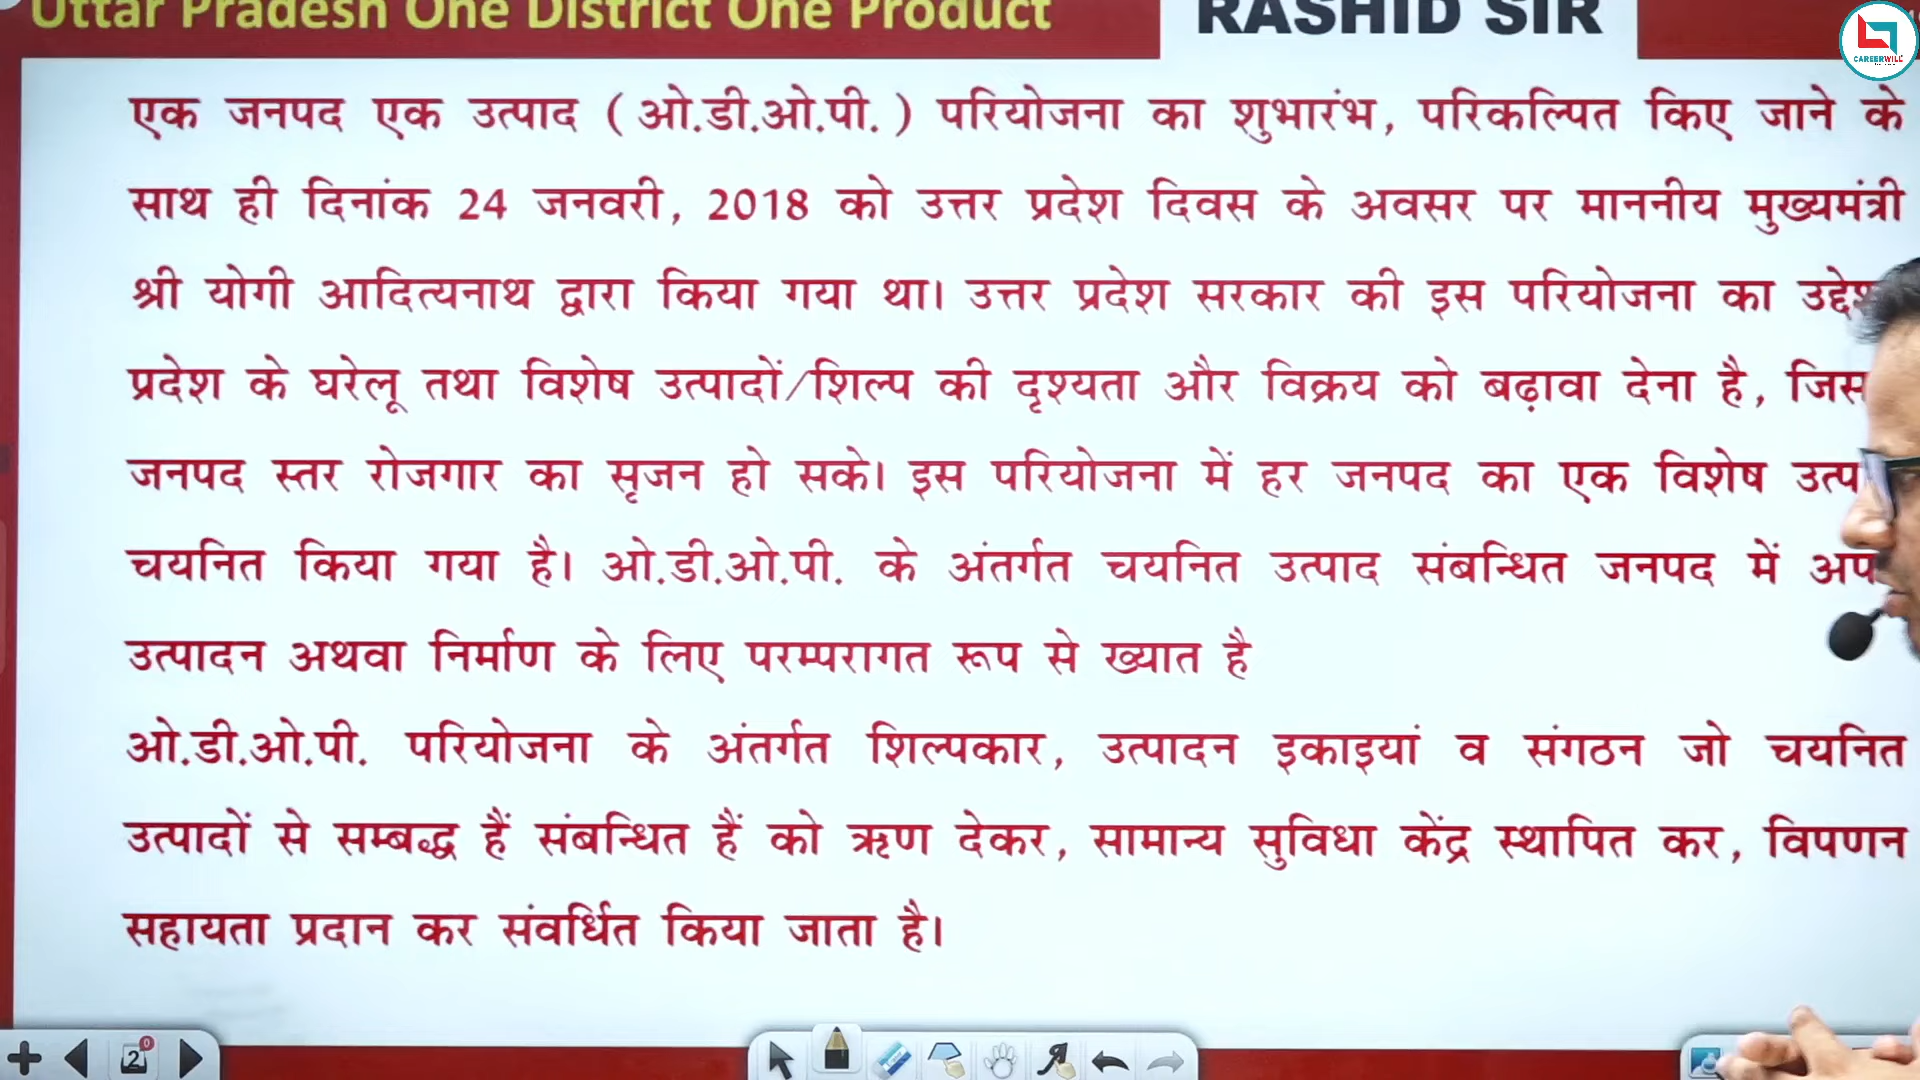 Uttar Pradesh One District One Product
RASHID SIR
CAREERWILL
एक जनपद एक उत्पाद ( ओ.डी.ओ.पी. ) परियोजना का शुभारंभ, परिकल्पित किए जाने के
साथ ही दिनांक 24 जनवरी, 2018 को उत्तर प्रदेश दिवस के अवसर पर माननीय मुख्यमंत्री
श्री योगी आदित्यनाथ द्वारा किया गया था। उत्तर प्रदेश सरकार की इस परियोजना का
प्रदेश के घरेलू तथा विशेष उत्पादों/शिल्प की दृश्यता और विक्रय को बढ़ावा देना है,
जनपद स्तर रोजगार का सृजन हो सके। इस परियोजना में हर जनपद का एक विशेष
चयनित किया गया है। ओ.डी.ओ.पी. के अंतर्गत चयनित उत्पाद संबन्धित जनपद में
उत्पादन अथवा निर्माण के लिए परम्परागत रूप से ख्यात है
ओ.डी.ओ.पी. परियोजना के अंतर्गत शिल्पकार, उत्पादन इकाइयां व संगठन जो चयनित
उत्पादों से सम्बद्ध हैं संबन्धित हैं को ऋण देकर, सामान्य सुविधा केंद्र स्थापित कर, विपणन
सहायता प्रदान कर संवर्धित किया जाता है।
2
0